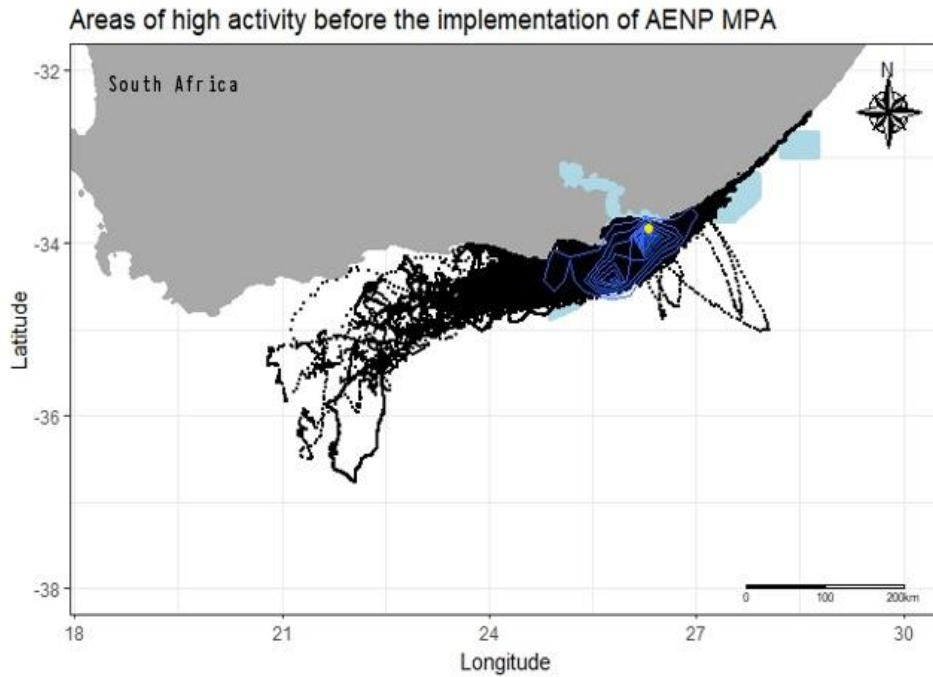 Areas of high activity before the implementation of AENP MPA
-32
South Africa
N
-34
Latitude
-36
-38
0 100 200km
18 21 24 27 30
Longitude